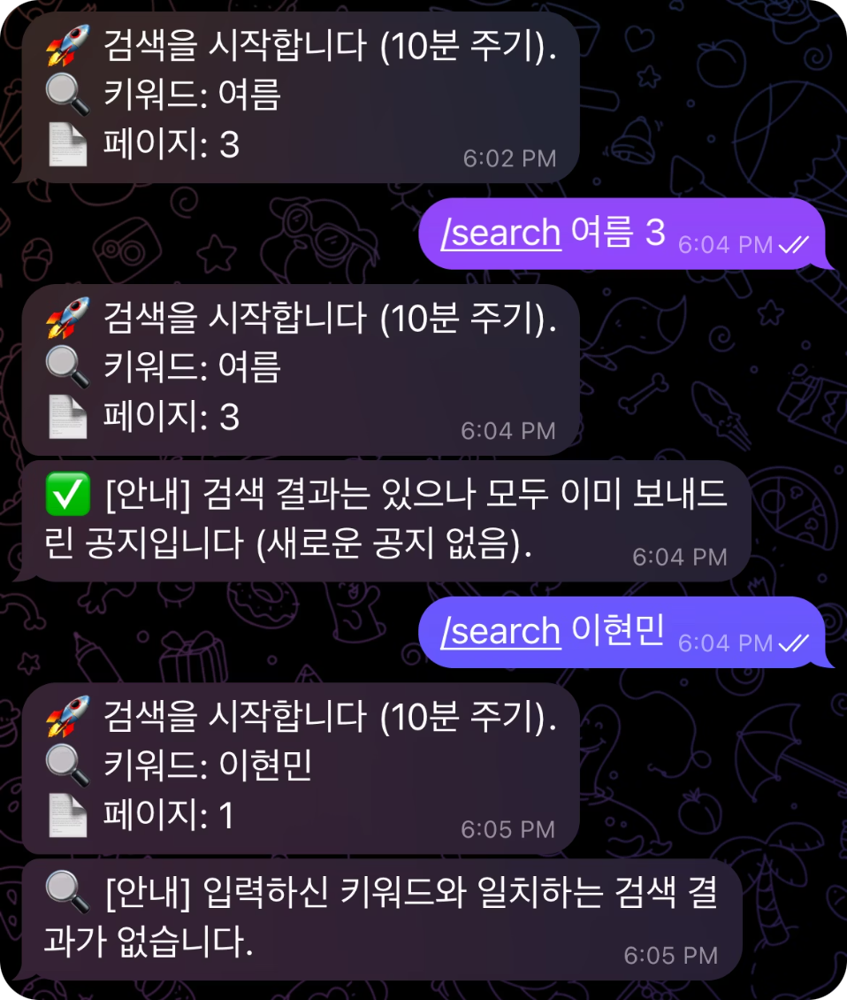 🚀 검색을 시작합니다 (10분 주기).
🔍 키워드: 여름
📄 페이지: 3
6:02 PM
/search 여름 3
6:04 PM
🚀 검색을 시작합니다 (10분 주기).
🔍 키워드: 여름
📄 페이지: 3
6:04 PM
✅ [안내] 검색 결과는 있으나 모두 이미 보내드
린 공지입니다 (새로운 공지 없음).
6:04 PM
/search 이현민
6:04 PM
🚀 검색을 시작합니다 (10분 주기).
🔍 키워드: 이현민
📄 페이지: 1
6:05 PM
🔍 [안내] 입력하신 키워드와 일치하는 검색 결
과가 없습니다.
6:05 PM